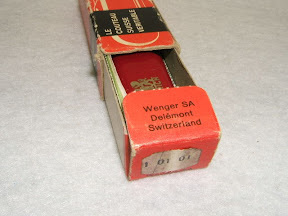 LE
COUTEAU
SUISSE
VERITABLE
Wenger SA
Delémont
Switzerland
1 01 01